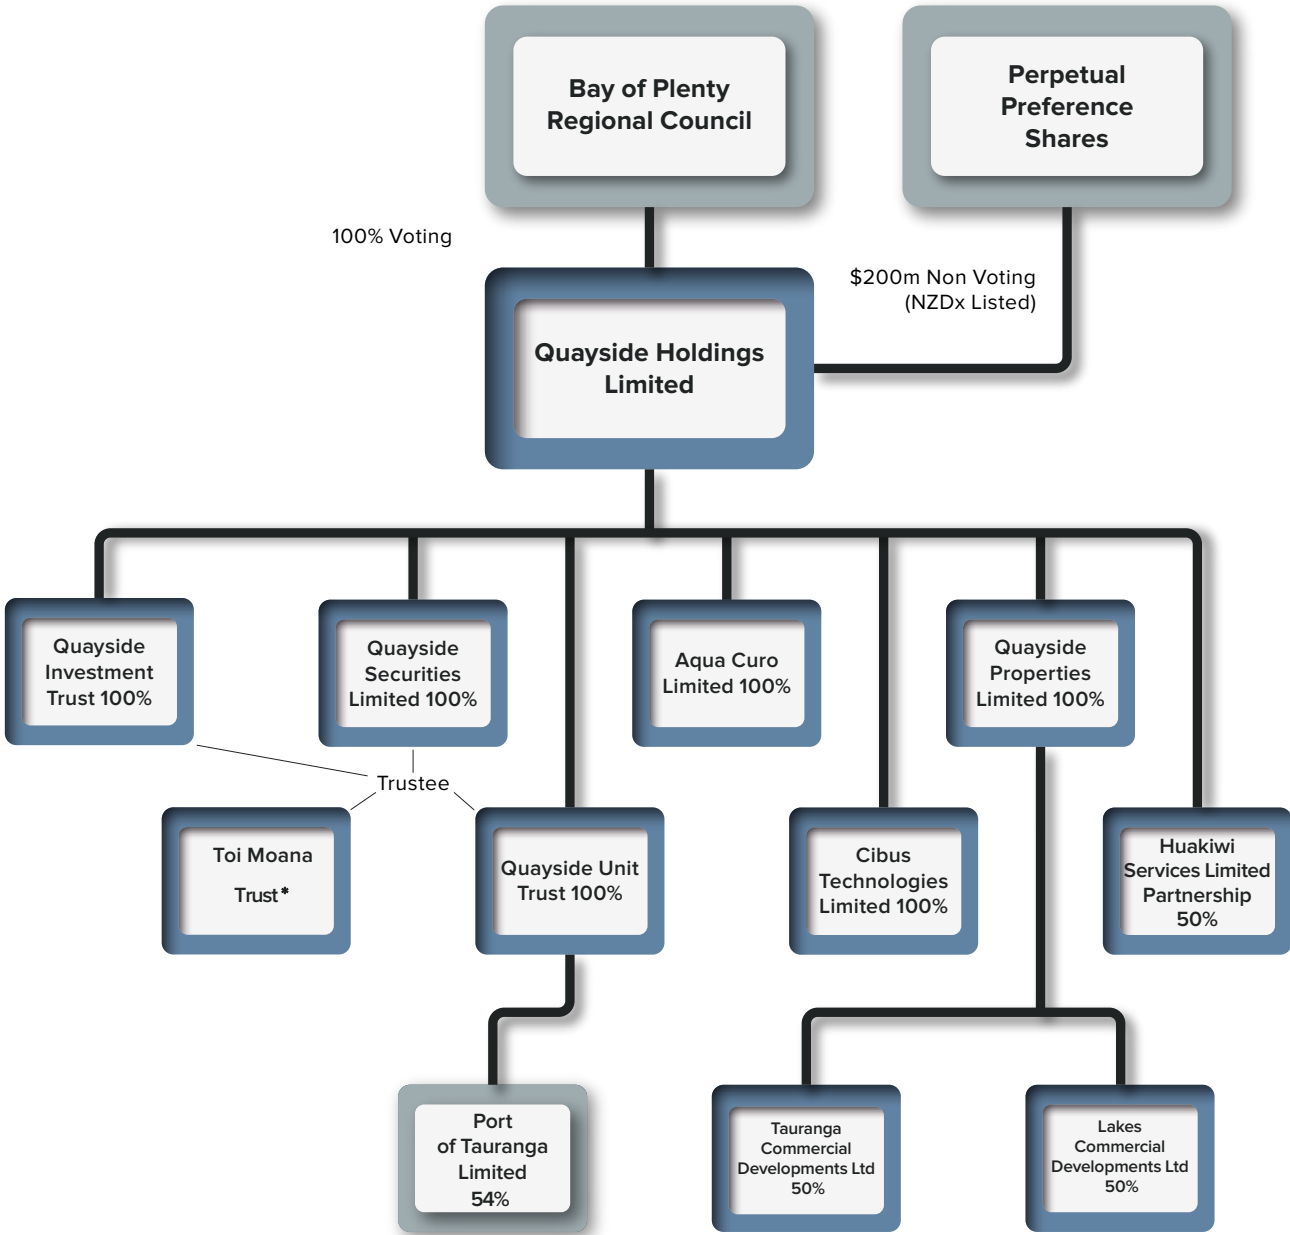 Bay of Plenty
Regional Council
Perpetual
Preference
Shares
100% Voting
$200m Non Voting
(NZDx Listed)
Quayside Holdings
Limited
Quayside
Investment
Trust 100%
Quayside
Securities
Limited 100%
Aqua Curo
Limited 100%
Quayside
Properties
Limited 100%
Trustee
Toi Moana
Trust*
Quayside Unit
Trust 100%
Cibus
Technologies
Limited 100%
Huakiwi
Services Limited
Partnership
50%
Port
of Tauranga
Limited
54%
Tauranga
Commercial
Developments Ltd
50%
Lakes
Commercial
Developments Ltd
50%